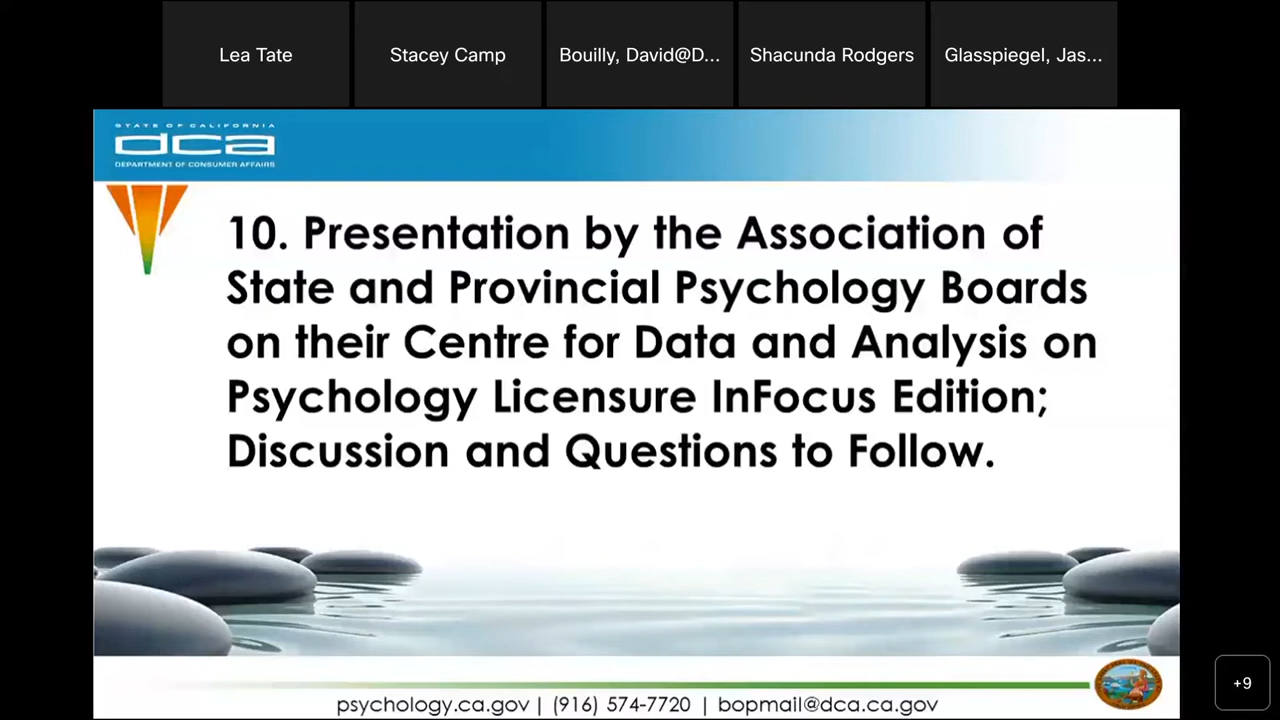 Lea Tate
Stacey Camp
Bouilly, David@D...
Shacunda Rodgers
Glasspiegel, Jas...
STATE OF CALIFORNIA
dca
DEPARTMENT OF CONSUMER AFFAIRS
10. Presentation by the Association of
State and Provincial Psychology Boards
on their Centre for Data and Analysis on
Psychology Licensure InFocus Edition;
Discussion and Questions to Follow.
psychology.ca.gov | (916) 574-7720 | bopmail@dca.ca.gov
+9